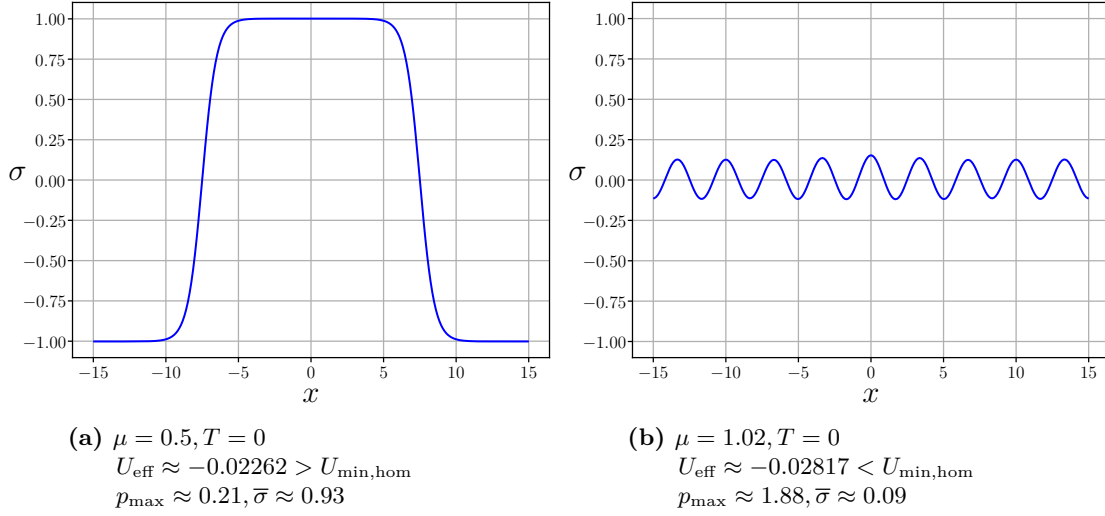 1.00
0.75
0.50
0.25
0.00
−0.25
−0.50
−0.75
−1.00
σ
−15 −10 −5 0 5 10 15
x
(a) μ = 0.5, T = 0
U_eff ≈ −0.02262 > U_min,hom
p_max ≈ 0.21, σ̅ ≈ 0.93
1.00
0.75
0.50
0.25
0.00
−0.25
−0.50
−0.75
−1.00
σ
−15 −10 −5 0 5 10 15
x
(b) μ = 1.02, T = 0
U_eff ≈ −0.02817 < U_min,hom
p_max ≈ 1.88, σ̅ ≈ 0.09